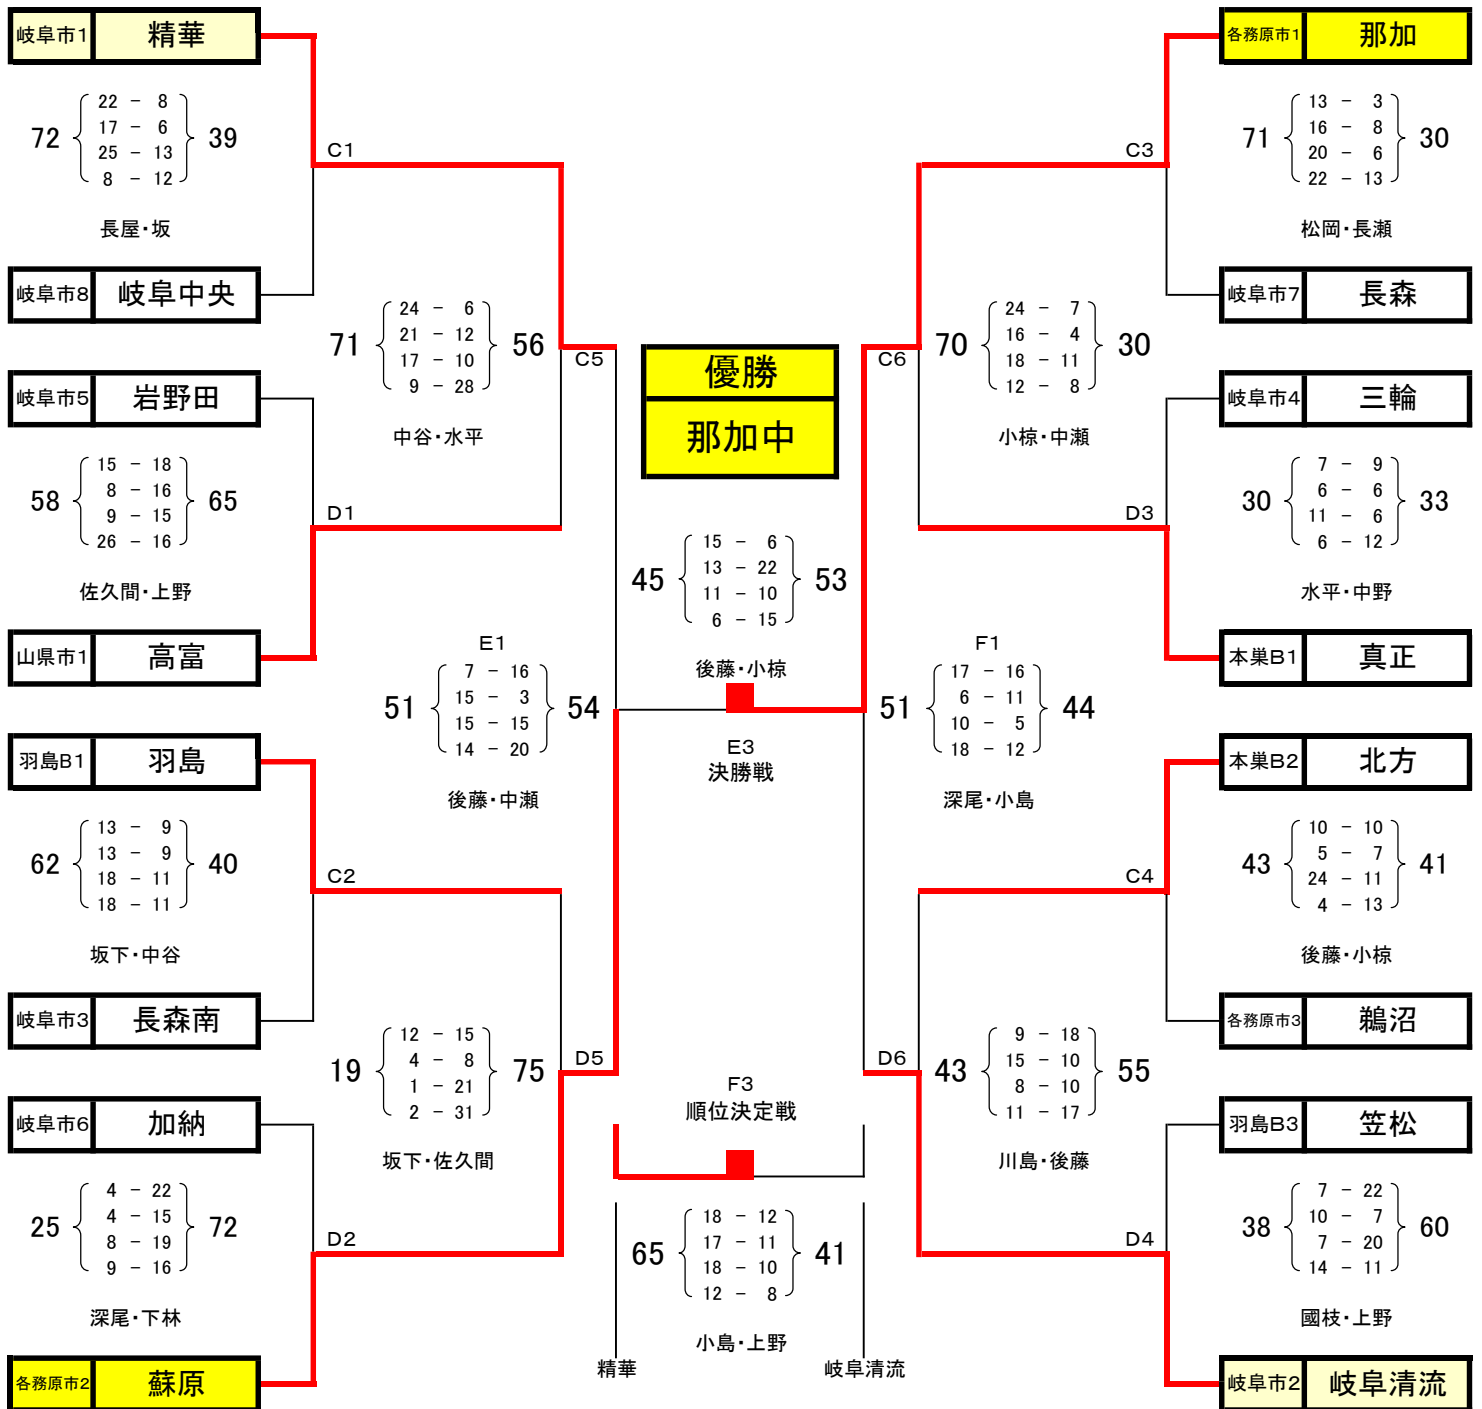 岐阜市1 精華
72 22 - 8 39
17 - 6
25 - 13
8 - 12
長屋・坂
C1
岐阜市8 岐阜中央
71 24 - 6 56
21 - 12
17 - 10
9 - 28
中谷・水平
C5
岐阜市5 岩野田
58 15 - 18 65
8 - 16
9 - 15
26 - 16
佐久間・上野
D1
山県市1 高富
E1
51 7 - 16 54
15 - 3
15 - 15
14 - 20
後藤・中瀬
羽島B1 羽島
62 13 - 9 40
13 - 9
18 - 11
18 - 11
坂下・中谷
C2
岐阜市3 長森南
19 12 - 15 75
4 - 8
1 - 21
2 - 31
坂下・佐久間
D5
岐阜市6 加納
25 4 - 22 72
4 - 15
8 - 19
9 - 16
深尾・下林
D2
各務原市2 蘇原
優勝
那加中
45 15 - 6 53
13 - 22
11 - 10
6 - 15
後藤・小椋
E3
決勝戦
F3
順位決定戦
65 18 - 12 41
17 - 11
18 - 10
12 - 8
小島・上野
精華
岐阜清流
各務原市1 那加
71 13 - 3 30
16 - 8
20 - 6
22 - 13
松岡・長瀬
C3
岐阜市7 長森
C6
70 24 - 7 30
16 - 4
18 - 11
12 - 8
小椋・中瀬
岐阜市4 三輪
30 7 - 9 33
6 - 6
11 - 6
6 - 12
水平・中野
D3
本巣B1 真正
F1
51 17 - 16 44
6 - 11
10 - 5
18 - 12
深尾・小島
本巣B2 北方
43 10 - 10 41
5 - 7
24 - 11
4 - 13
後藤・小椋
C4
各務原市3 鵜沼
D6
43 9 - 18 55
15 - 10
8 - 10
11 - 17
川島・後藤
羽島B3 笠松
38 7 - 22 60
10 - 7
7 - 20
14 - 11
國枝・上野
D4
岐阜市2 岐阜清流